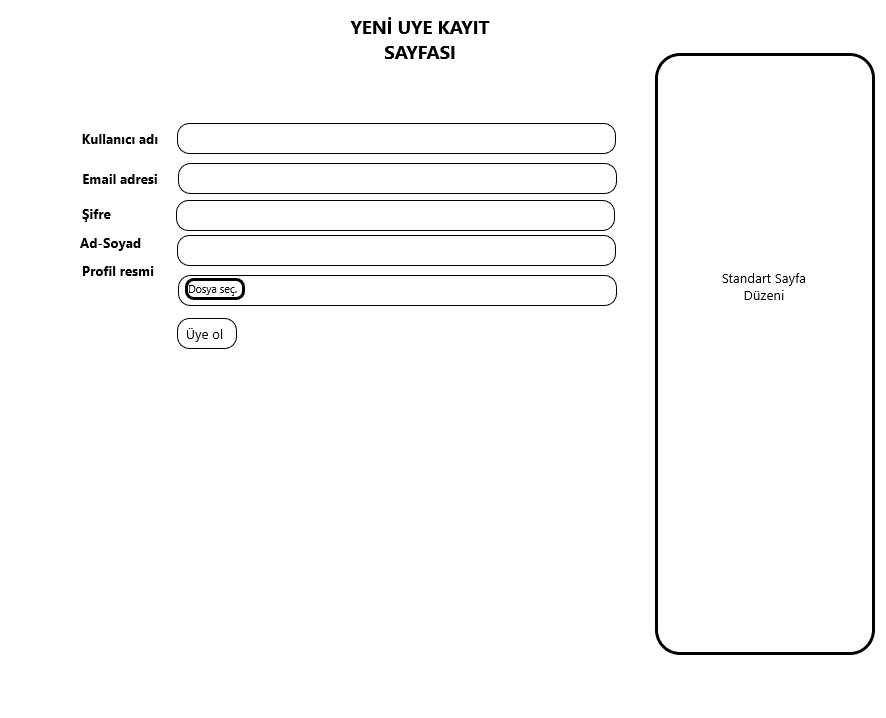 YENİ UYE KAYIT
SAYFASI
Kullanıcı adı
Email adresi
Şifre
Ad-Soyad
Profil resmi
Dosya seç.
Üye ol
Standart Sayfa
Düzeni